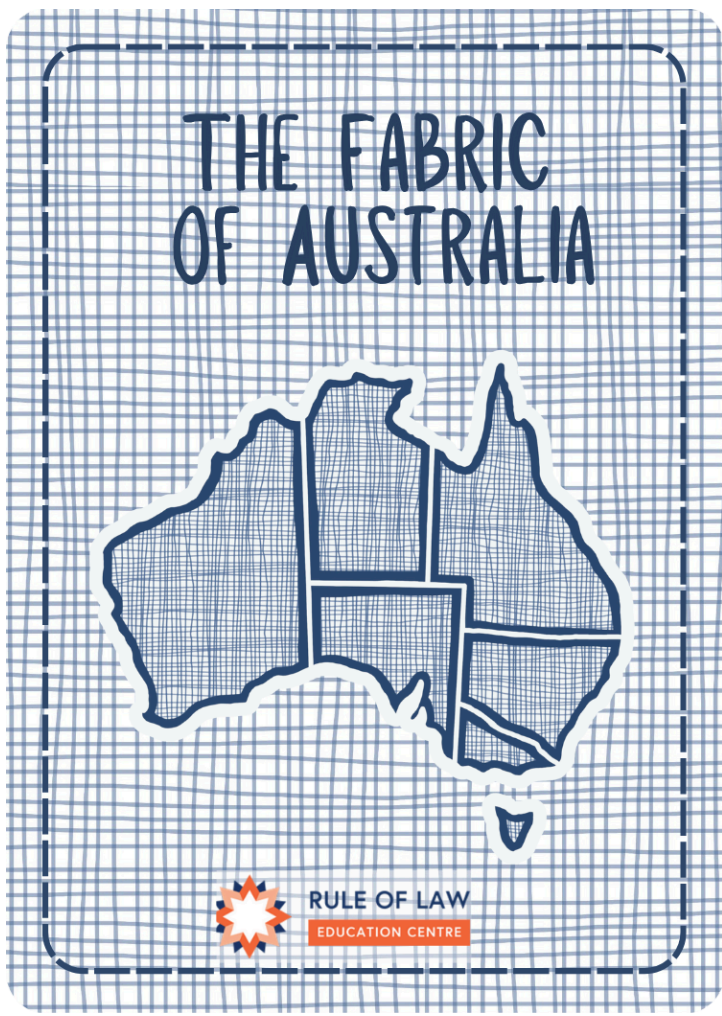 THE FABRIC
OF AUSTRALIA
RULE OF LAW
EDUCATION CENTRE